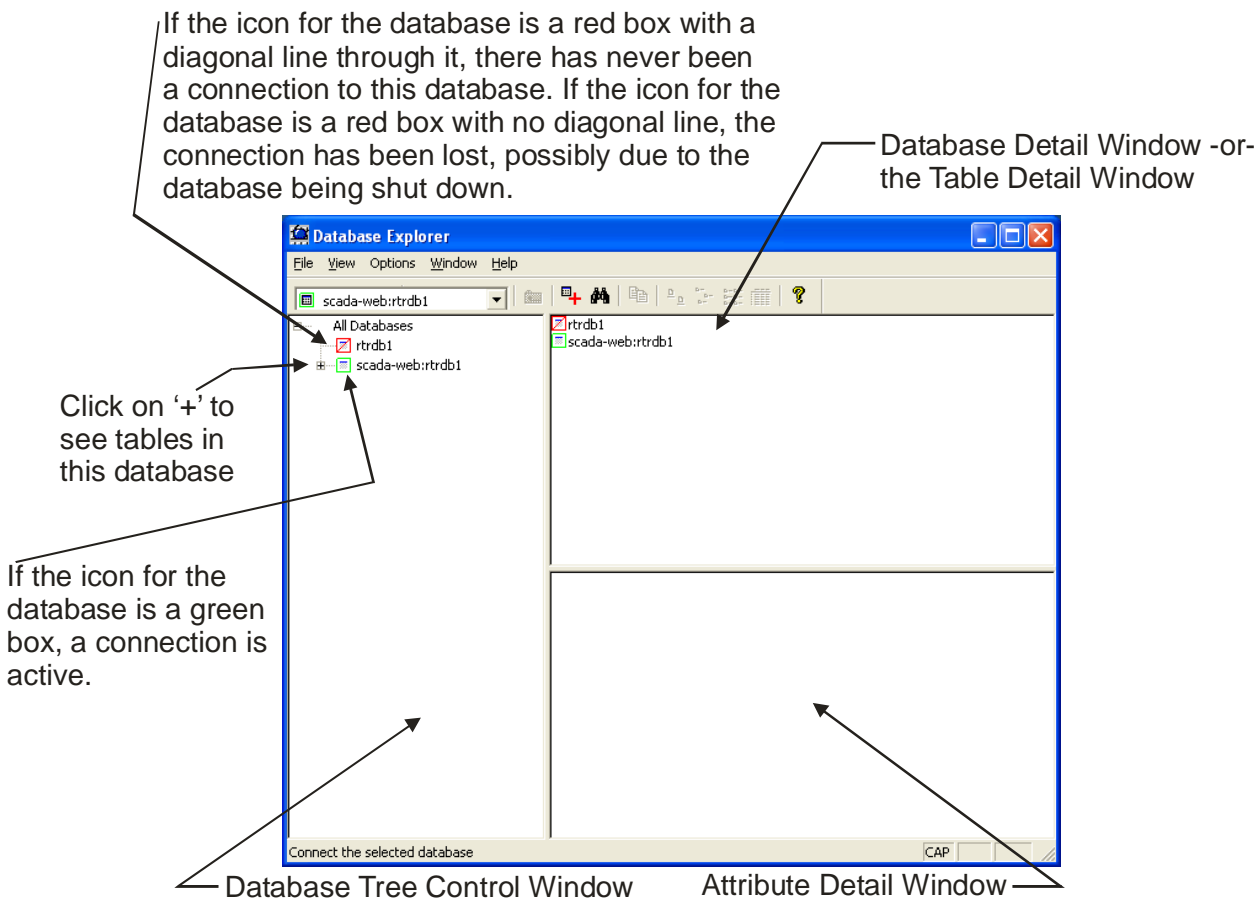 If the icon for the database is a red box with a
diagonal line through it, there has never been
a connection to this database. If the icon for the
database is a red box with no diagonal line, the
connection has been lost, possibly due to the
database being shut down.
Database Detail Window -or-
the Table Detail Window
Database Explorer
File View Options Window Help
scada-web:rtrdb1
All Databases
rtrdb1
scada-web:rtrdb1
rtrdb1
scada-web:rtrdb1
Click on ‘+’ to
see tables in
this database
If the icon for the
database is a green
box, a connection is
active.
Connect the selected database
CAP
Database Tree Control Window
Attribute Detail Window